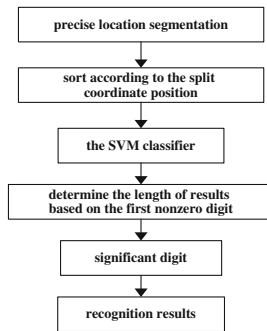 precise location segmentation
sort according to the split
coordinate position
the SVM classifier
determine the length of results
based on the first nonzero digit
significant digit
recognition results